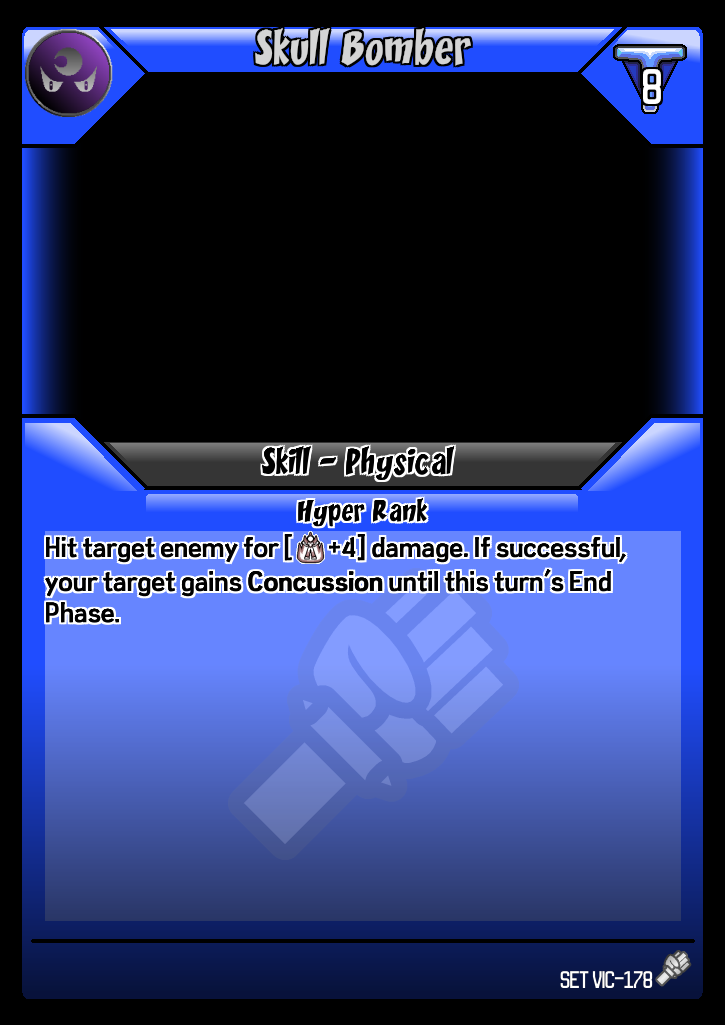 Skull Bomber
8
Skill - Physical
Hyper Rank
Hit target enemy for [ +4] damage. If successful,
your target gains Concussion until this turn's End
Phase.
SET VIC-178